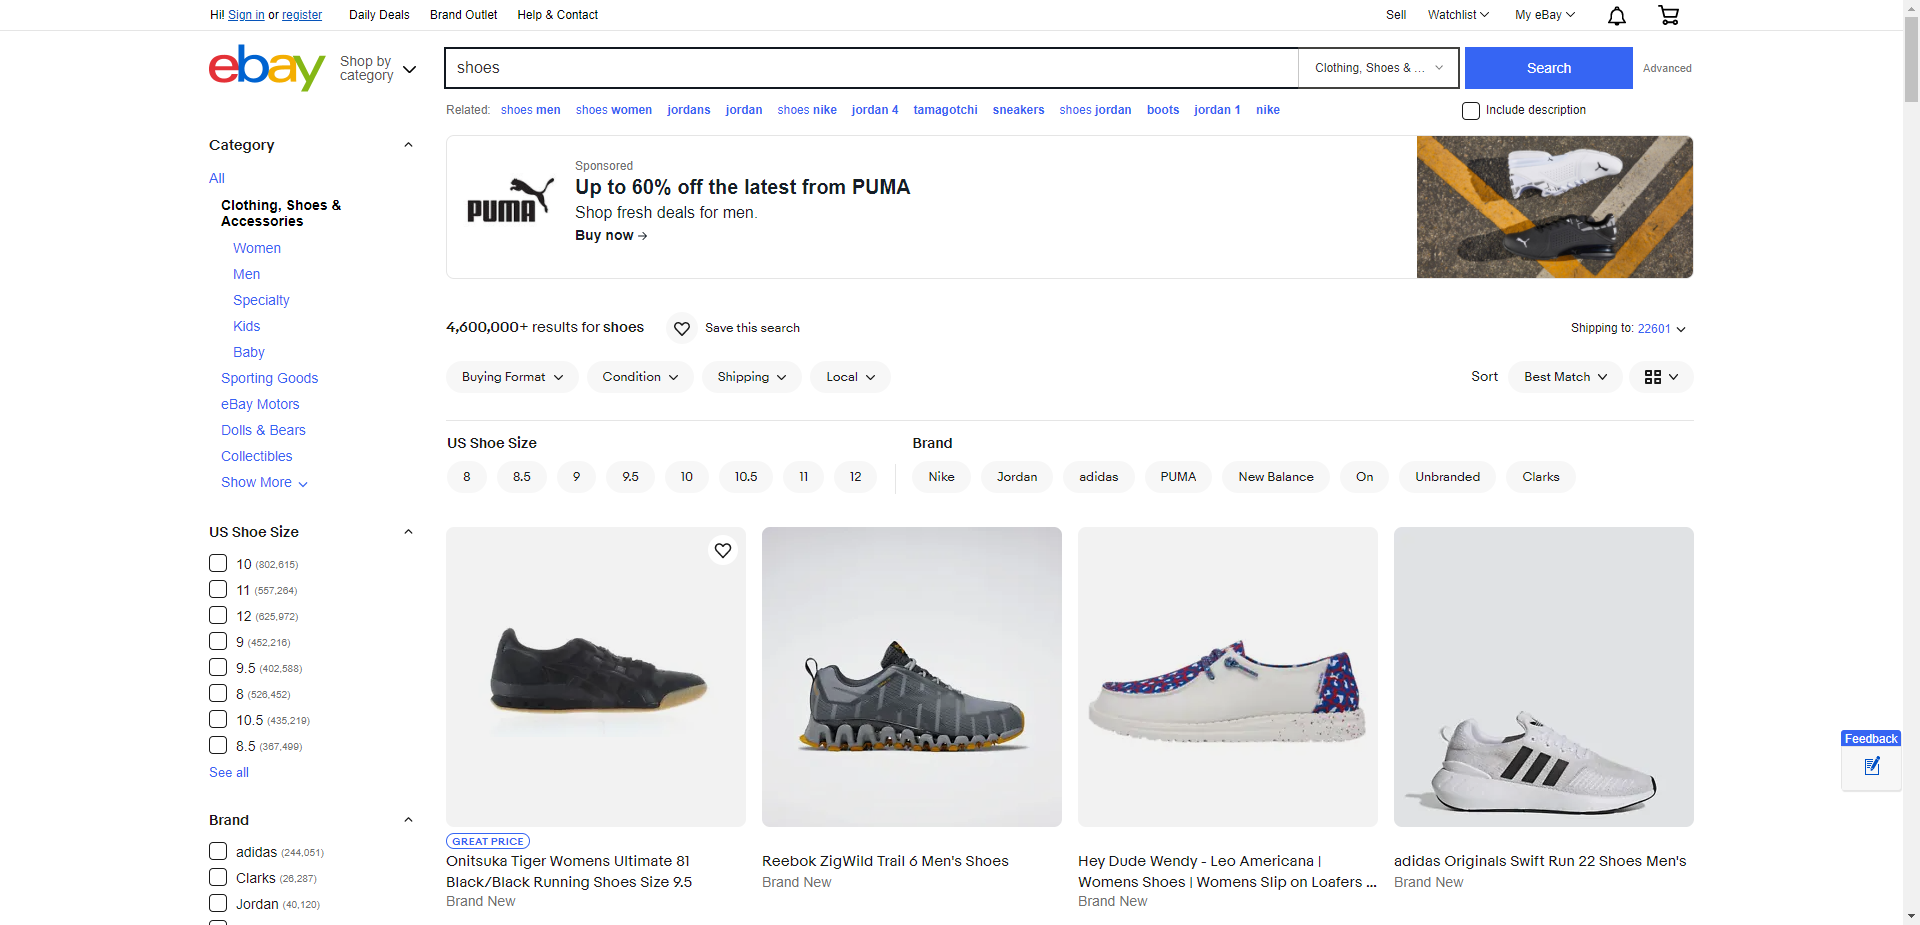 Hi! Sign in or register
Daily Deals
Brand Outlet
Help & Contact
Sell
Watchlist
My eBay
ebay
Shop by category
shoes
Clothing, Shoes & ...
Search
Advanced
Related: shoes men shoes women jordans jordan shoes nike jordan 4 tamagotchi sneakers shoes jordan boots jordan 1 nike
Include description
Category
All
Clothing, Shoes &
Accessories
Women
Men
Specialty
Kids
Baby
Sporting Goods
eBay Motors
Dolls & Bears
Collectibles
Show More
US Shoe Size
10 (802,615)
11 (557,264)
12 (625,972)
9 (452,216)
9.5 (402,588)
8 (526,452)
10.5 (435,219)
8.5 (367,499)
See all
Brand
adidas (244,051)
Clarks (26,287)
Jordan (40,120)
PUMA
Sponsored
Up to 60% off the latest from PUMA
Shop fresh deals for men.
Buy now →
4,600,000+ results for shoes
Save this search
Shipping to: 22601
Buying Format
Condition
Shipping
Local
Sort
Best Match
US Shoe Size
8 8.5 9 9.5 10 10.5 11 12
Brand
Nike Jordan adidas PUMA New Balance On Unbranded Clarks
GREAT PRICE
Onitsuka Tiger Womens Ultimate 81
Black/Black Running Shoes Size 9.5
Brand New
Reebok ZigWild Trail 6 Men's Shoes
Brand New
Hey Dude Wendy - Leo Americana |
Womens Shoes | Womens Slip on Loafers ...
Brand New
adidas Originals Swift Run 22 Shoes Men's
Brand New
Feedback